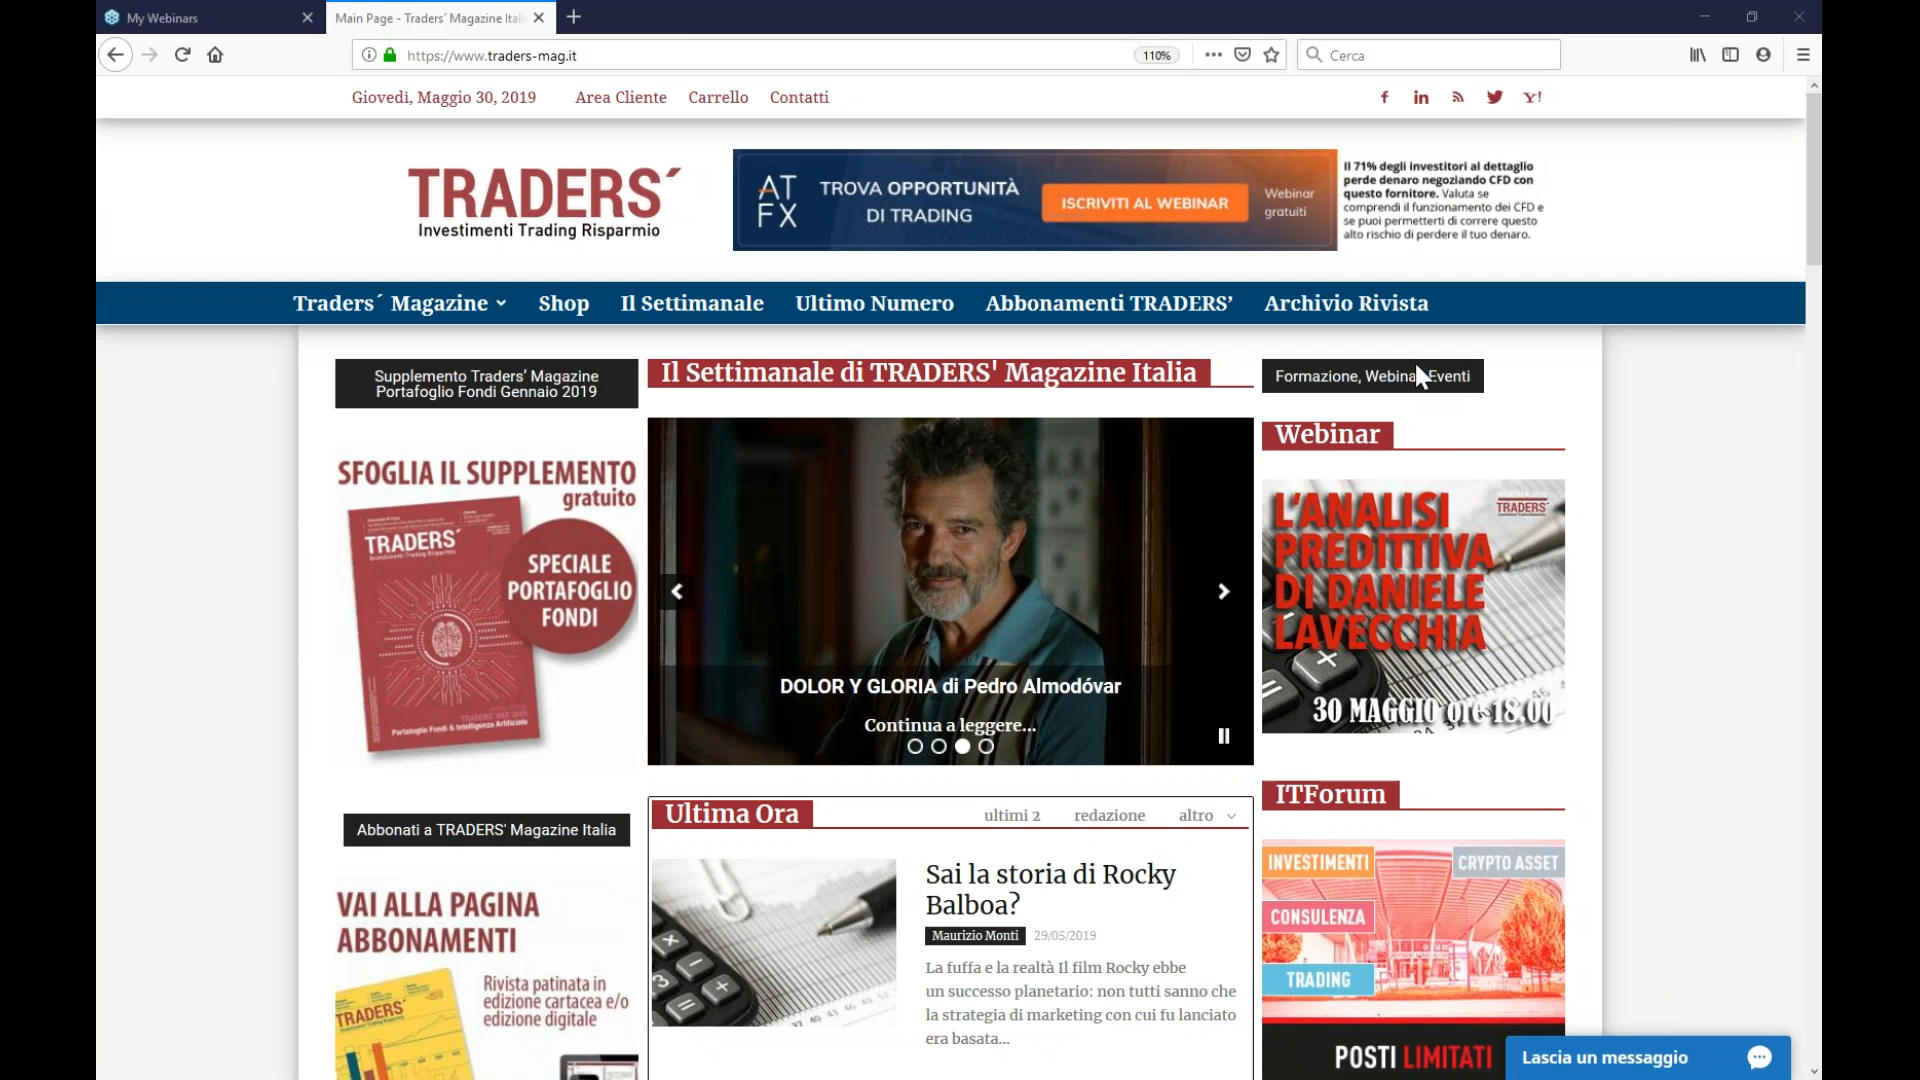 My Webinars
Main Page - Traders´ Magazine Itali
https://www.traders-mag.it
110%
Cerca
Giovedì, Maggio 30, 2019
Area Cliente
Carrello
Contatti
TRADERS´
Investimenti Trading Risparmio
AT
FX
TROVA OPPORTUNITÀ
DI TRADING
ISCRIVITI AL WEBINAR
Webinar
gratuiti
Il 71% degli investitori al dettaglio
perde denaro negoziando CFD con
questo fornitore. Valuta se
comprendi il funzionamento dei CFD e
se puoi permetterti di correre questo
alto rischio di perdere il tuo denaro.
Traders´ Magazine
Shop
Il Settimanale
Ultimo Numero
Abbonamenti TRADERS’
Archivio Rivista
Supplemento Traders’ Magazine
Portafoglio Fondi Gennaio 2019
SFOGLIA IL SUPPLEMENTO
gratuito
TRADERS´
SPECIALE
PORTAFOGLIO
FONDI
Portafoglio Fondi & Intelligenza Artificiale
Abbonati a TRADERS' Magazine Italia
VAI ALLA PAGINA
ABBONAMENTI
Rivista patinata in
edizione cartacea e/o
edizione digitale
TRADERS´
Il Settimanale di TRADERS' Magazine Italia
DOLOR Y GLORIA di Pedro Almodóvar
Continua a leggere...
Ultima Ora
ultimi 2
redazione
altro
Sai la storia di Rocky
Balboa?
Maurizio Monti
29/05/2019
La fuffa e la realtà Il film Rocky ebbe
un successo planetario: non tutti sanno che
la strategia di marketing con cui fu lanciato
era basata...
Formazione, Webinar Eventi
Webinar
TRADERS´
L'ANALISI
PREDITTIVA
DI DANIELE
LAVECCHIA
30 MAGGIO ore 18.00
ITForum
INVESTIMENTI
CRYPTO ASSET
CONSULENZA
TRADING
POSTI LIMITATI
Lascia un messaggio